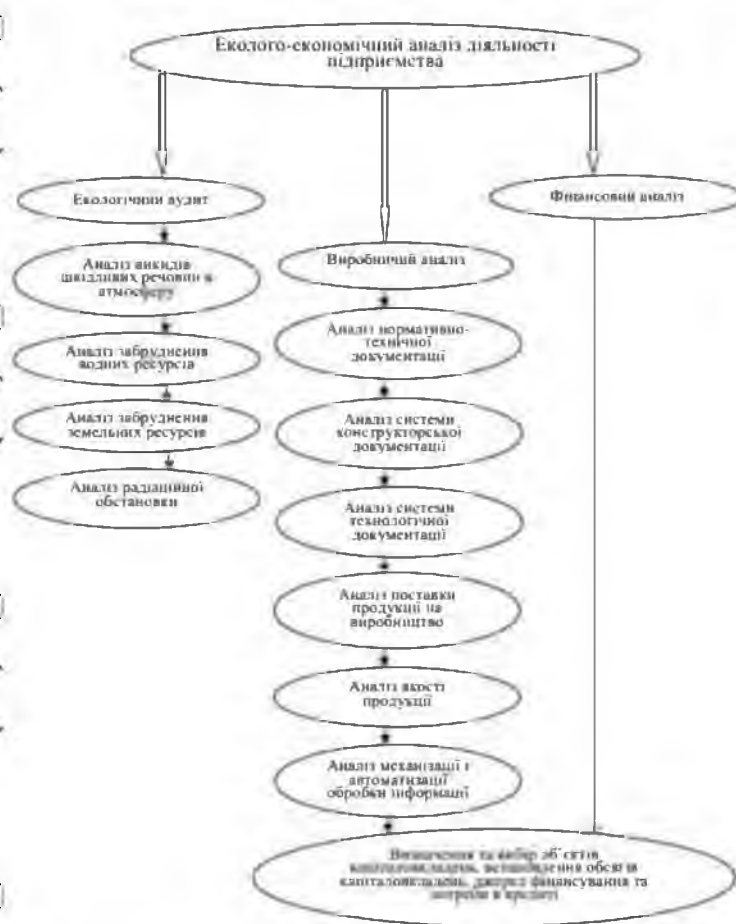 Еколого-економічний аналіз діяльності
підприємства
Екологічний аудит
Аналіз викидів
шкідливих речовин в
атмосферу
Аналіз забруднення
водних ресурсів
Аналіз забруднення
земельних ресурсів
Аналіз радіаційної
обстановки
Виробничий аналіз
Аналіз нормативно-
технічної
документації
Аналіз системи
конструкторської
документації
Аналіз системи
технологічної
документації
Аналіз поставки
продукції на
виробництво
Аналіз якості
продукції
Аналіз механізації і
автоматизації
обробки інформації
Фінансовий аналіз
Визначення та вибір об'єктів
капіталовкладень, встановлення обсягів
капіталовкладень, джерел фінансування та
потреби в кредиті